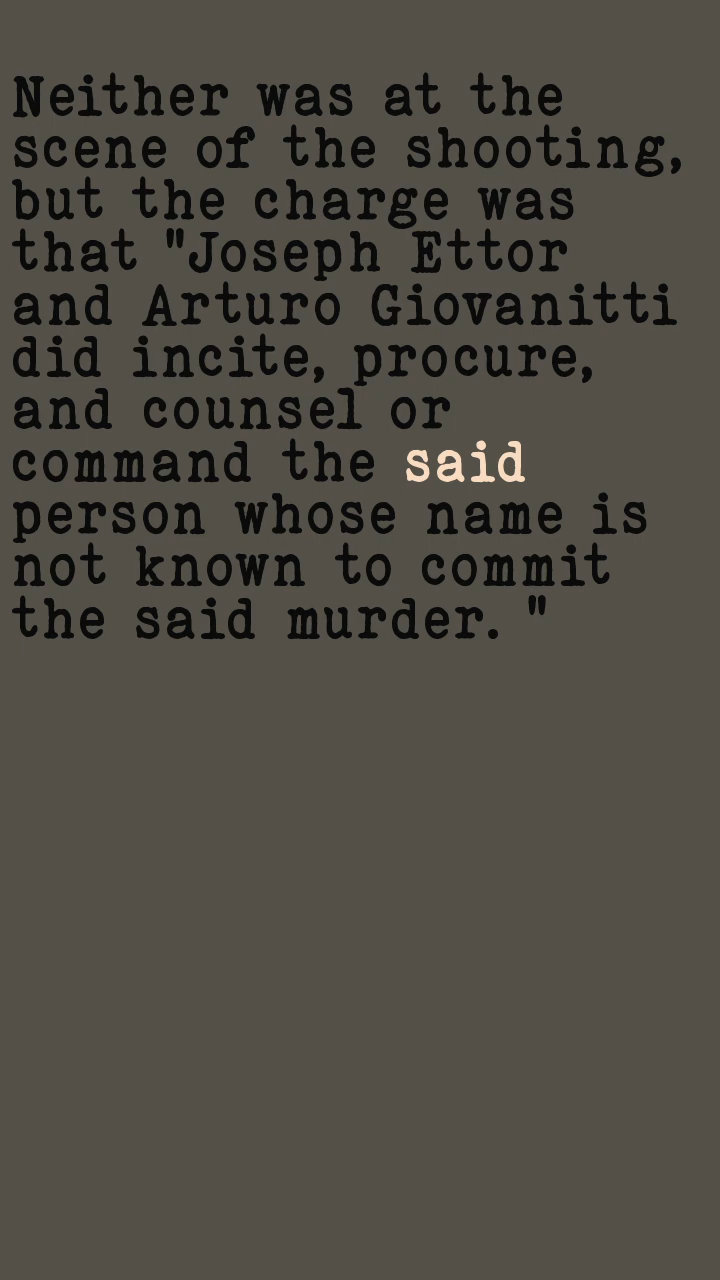 Neither was at the
scene of the shooting,
but the charge was
that "Joseph Ettor
and Arturo Giovanitti
did incite, procure,
and counsel or
command the said
person whose name is
not known to commit
the said murder. "